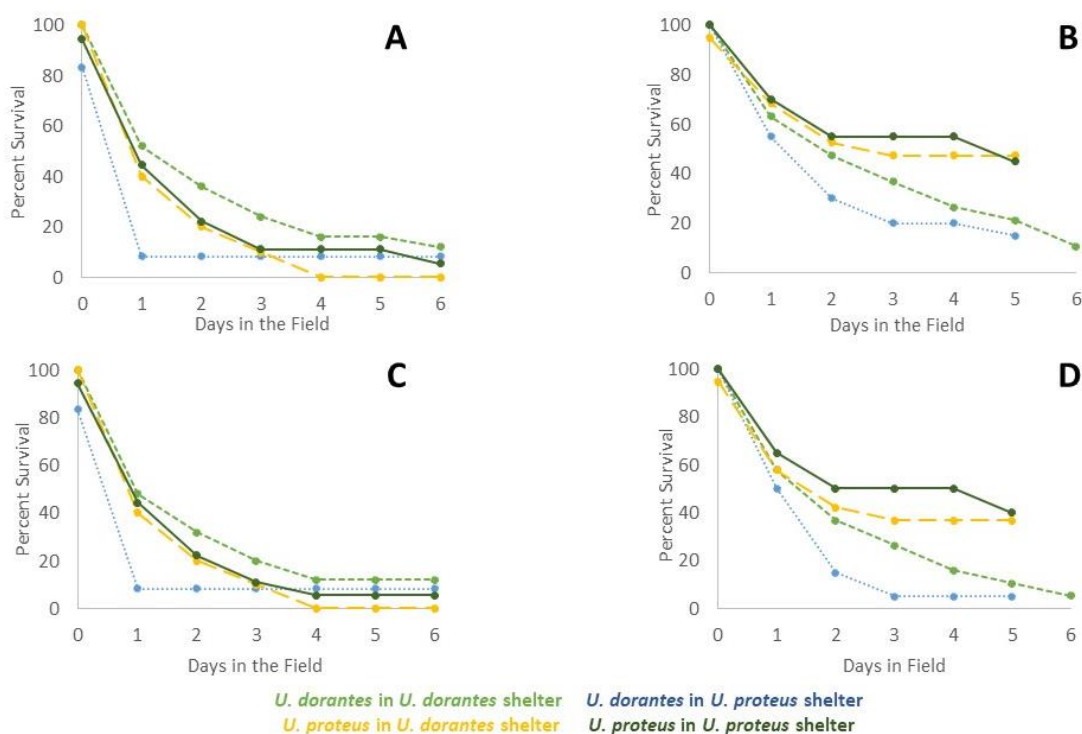 A
Percent Survival
100
80
60
40
20
0
0 1 2 3 4 5 6
Days in the Field
B
Percent Survival
100
80
60
40
20
0
0 1 2 3 4 5 6
Days in the Field
C
Percent Survival
100
80
60
40
20
0
0 1 2 3 4 5 6
Days in the Field
D
Percent Survival
100
80
60
40
20
0
0 1 2 3 4 5 6
Days in Field
U. dorantes in U. dorantes shelter U. dorantes in U. proteus shelter
U. proteus in U. dorantes shelter U. proteus in U. proteus shelter